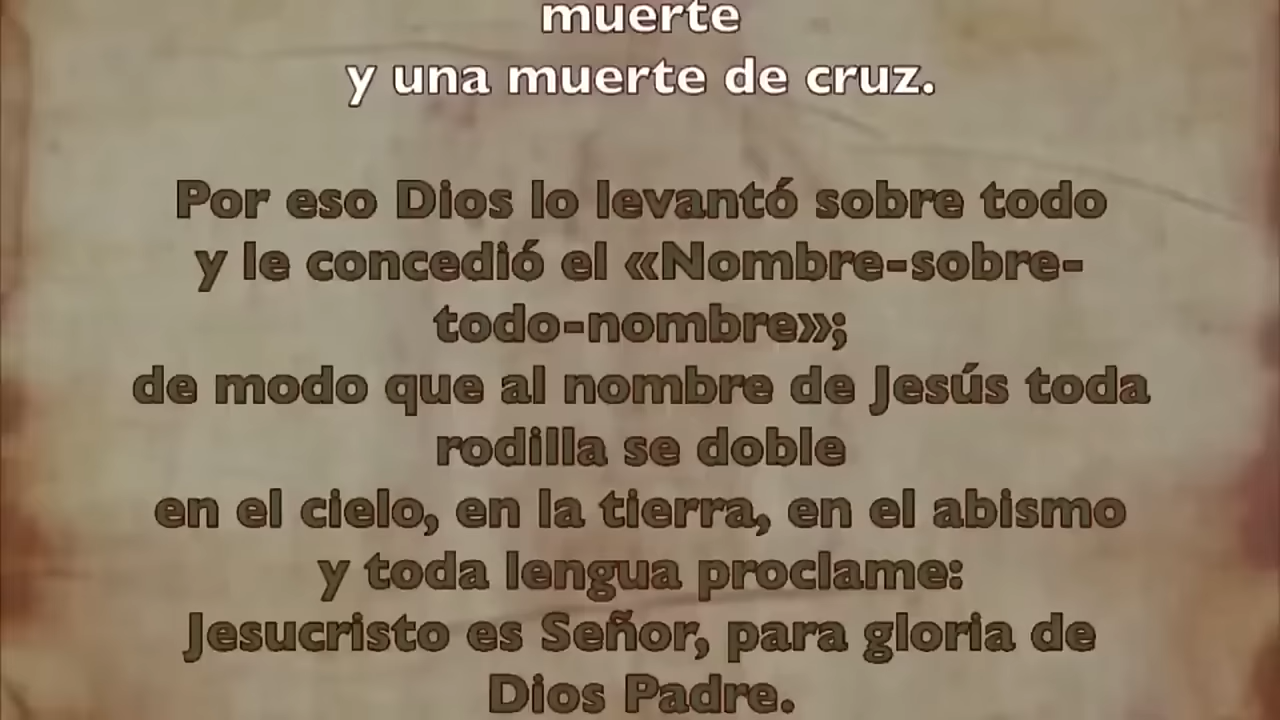 muerte
y una muerte de cruz.
Por eso Dios lo levantó sobre todo
y le concedió el «Nombre-sobre-
todo-nombre»;
de modo que al nombre de Jesús toda
rodilla se doble
en el cielo, en la tierra, en el abismo
y toda lengua proclame:
Jesucristo es Señor, para gloria de
Dios Padre.